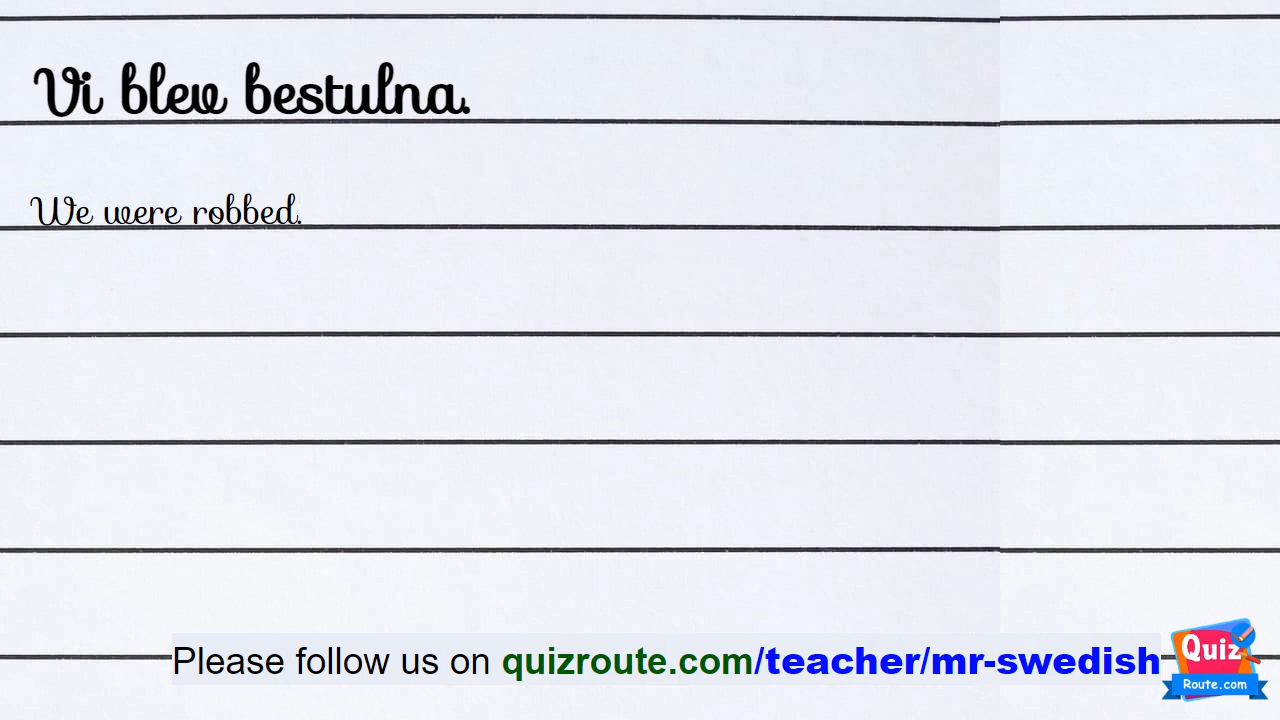 Vi blev bestulna.
We were robbed.
Please follow us on quizroute.com/teacher/mr-swedish
Quiz
Route.com